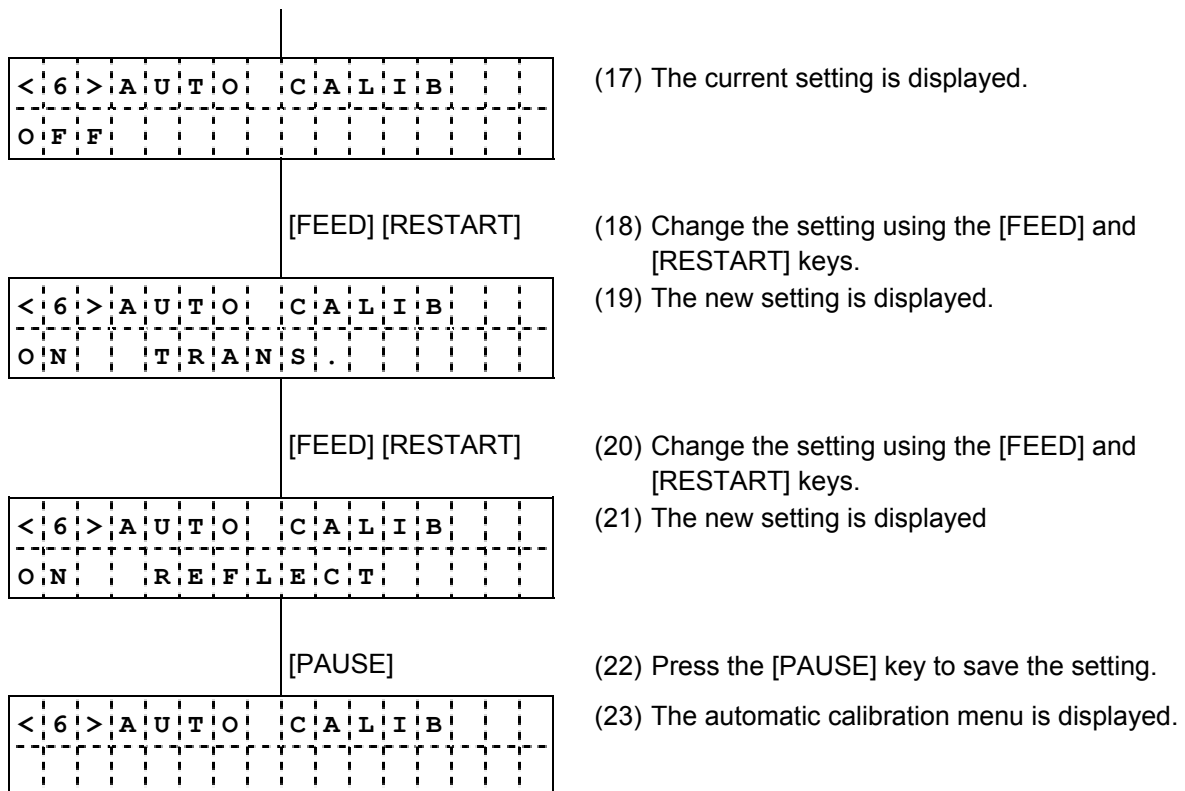 <6>AUTO CALIB
OFF
(17) The current setting is displayed.
[FEED] [RESTART]
(18) Change the setting using the [FEED] and
[RESTART] keys.
<6>AUTO CALIB
ON  TRANS.
(19) The new setting is displayed.
[FEED] [RESTART]
(20) Change the setting using the [FEED] and
[RESTART] keys.
<6>AUTO CALIB
ON  REFLECT
(21) The new setting is displayed
[PAUSE]
(22) Press the [PAUSE] key to save the setting.
<6>AUTO CALIB
(23) The automatic calibration menu is displayed.